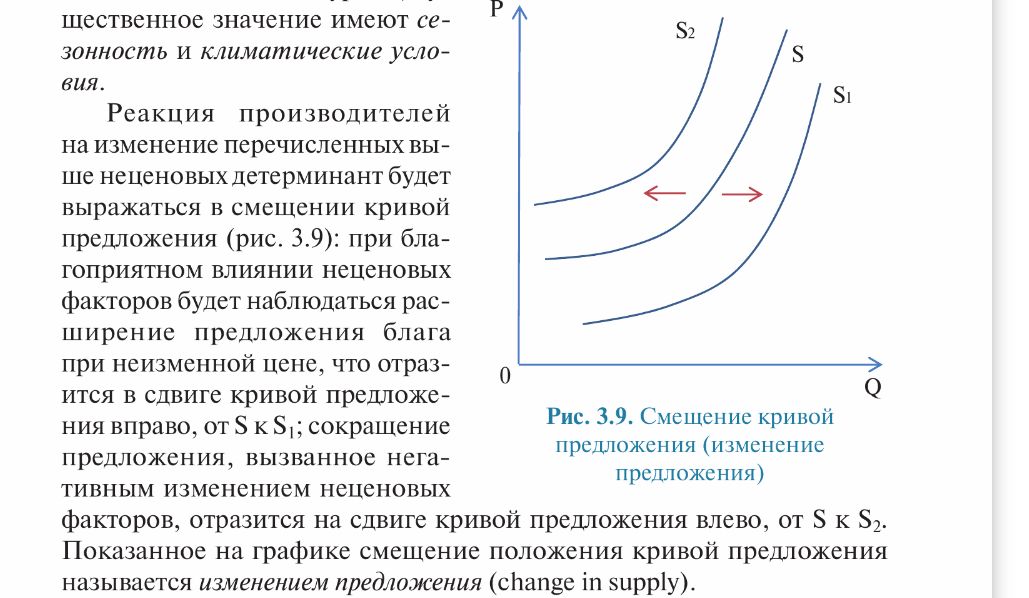 щественное значение имеют се-
зонность и климатические усло-
вия.
Реакция производителей
на изменение перечисленных вы-
ше неценовых детерминант будет
выражаться в смещении кривой
предложения (рис. 3.9): при бла-
гоприятном влиянии неценовых
факторов будет наблюдаться рас-
ширение предложения блага
при неизменной цене, что отраз-
ится в сдвиге кривой предложе-
ния вправо, от S к S1; сокращение
предложения, вызванное нега-
тивным изменением неценовых
факторов, отразится на сдвиге кривой предложения влево, от S к S2.
Показанное на графике смещение положения кривой предложения
называется изменением предложения (change in supply).
P
S2
S
S1
0
Q
Рис. 3.9. Смещение кривой
предложения (изменение
предложения)